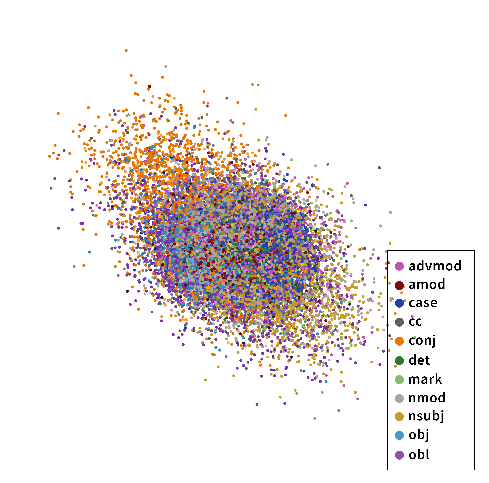 advmod
amod
case
cc
conj
det
mark
nmod
nsubj
obj
obl